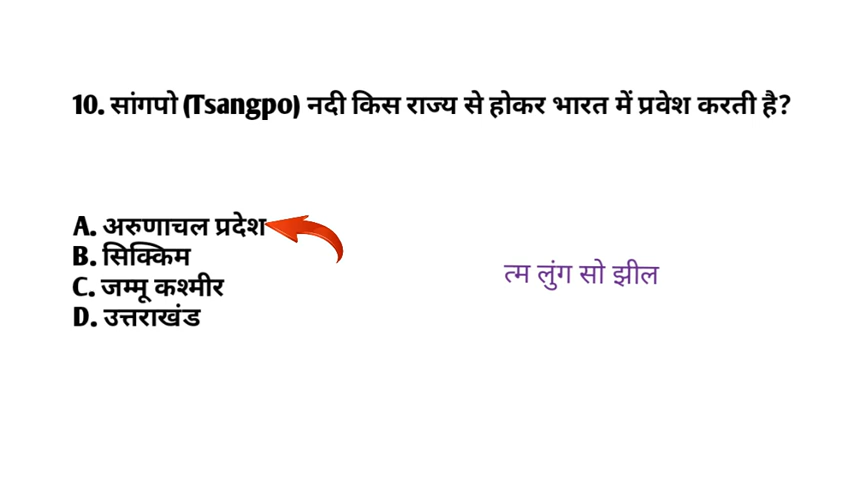 10. सांगपो (Tsangpo) नदी किस राज्य से होकर भारत में प्रवेश करती है?
A. अरुणाचल प्रदेश
B. सिक्किम
C. जम्मू कश्मीर
D. उत्तराखंड
त्म लुंग सो झील